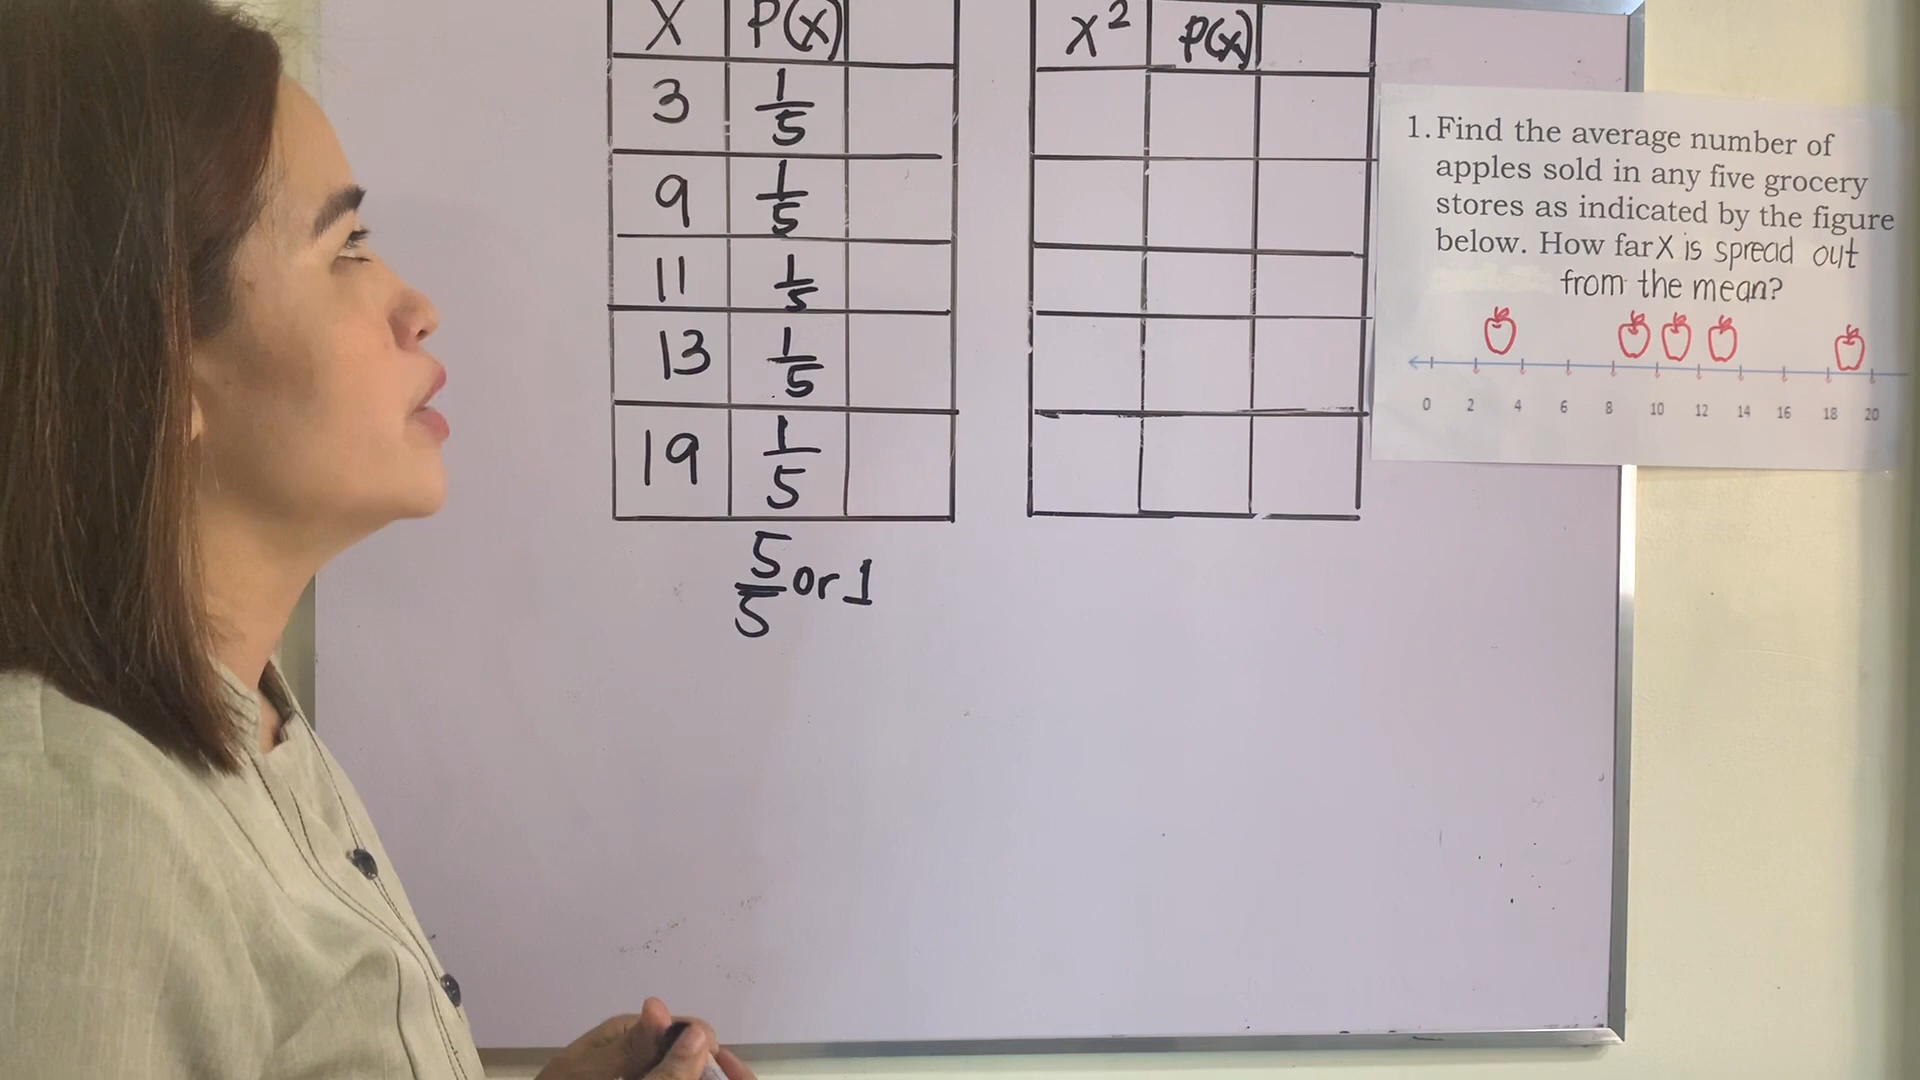 X P(x)
3 1/5
9 1/5
11 1/5
13 1/5
19 1/5
5/5 or 1
X² P(x)
1. Find the average number of
apples sold in any five grocery
stores as indicated by the figure
below. How far X is spread out
from the mean?
0 2 4 6 8 10 12 14 16 18 20